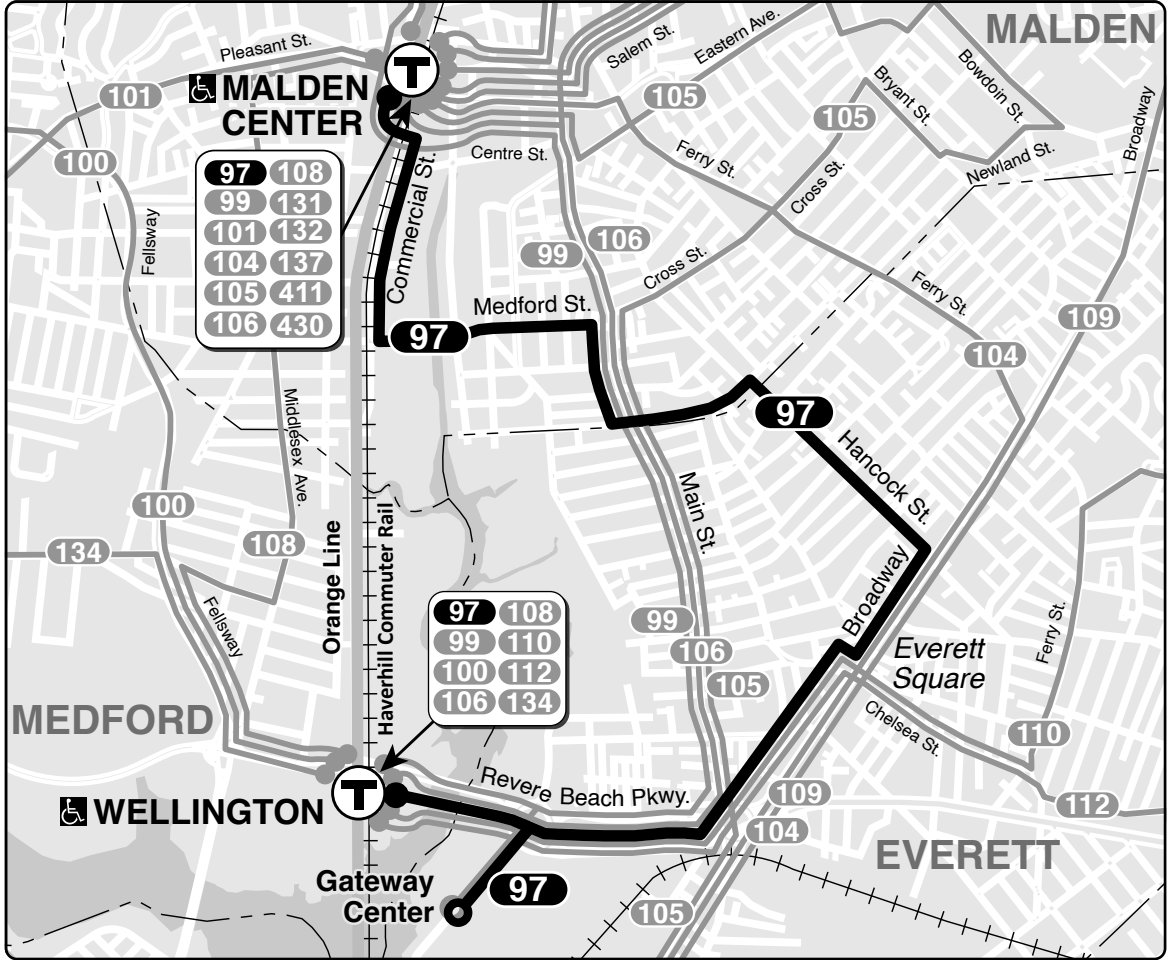 MALDEN
Pleasant St.
Salem St.
Eastern Ave.
Bowdoin St.
Bryant St.
Broadway
T
MALDEN
CENTER
101
105
105
100
Centre St.
Ferry St.
Newland St.
97 108
99 131
101 132
104 137
105 411
106 430
Commercial St.
Cross St.
Fellsway
99
106
Cross St.
Medford St.
97
Ferry St.
109
104
Middlesex Ave.
97
Hancock St.
100
Main St.
Orange Line
Haverhill Commuter Rail
134
108
Broadway
Fellsway
97 108
99 110
100 112
106 134
99
106
105
Everett
Square
Ferry St.
MEDFORD
Chelsea St.
110
T
WELLINGTON
Revere Beach Pkwy.
109
112
104
EVERETT
Gateway
Center
97
105